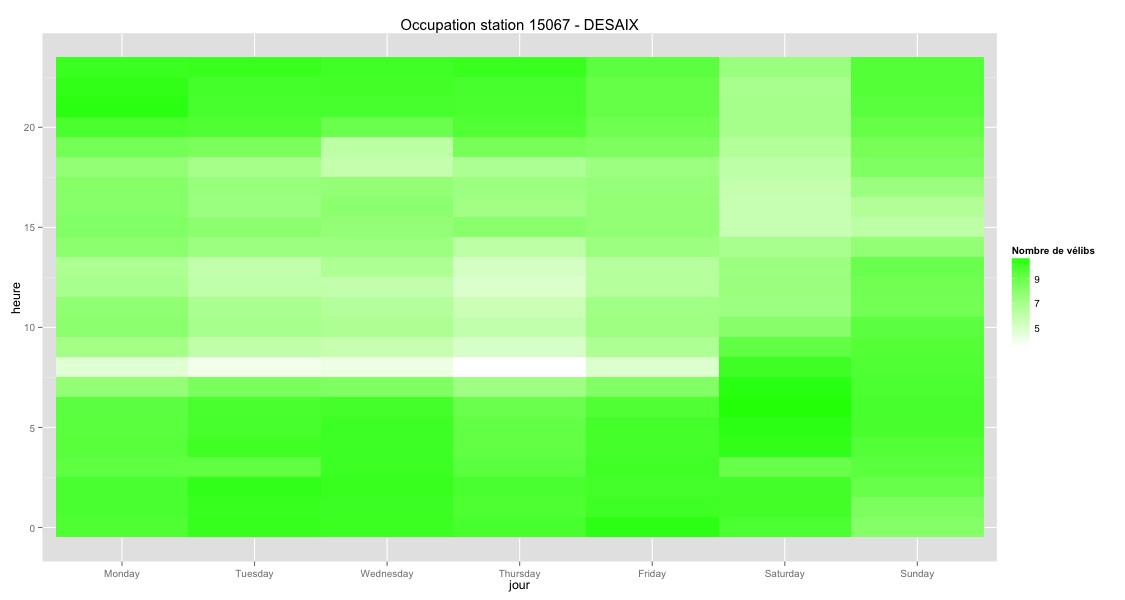 Occupation station 15067 - DESAIX
heure
20
15
10
5
0
Monday Tuesday Wednesday Thursday Friday Saturday Sunday
jour
Nombre de vélibs
9
7
5